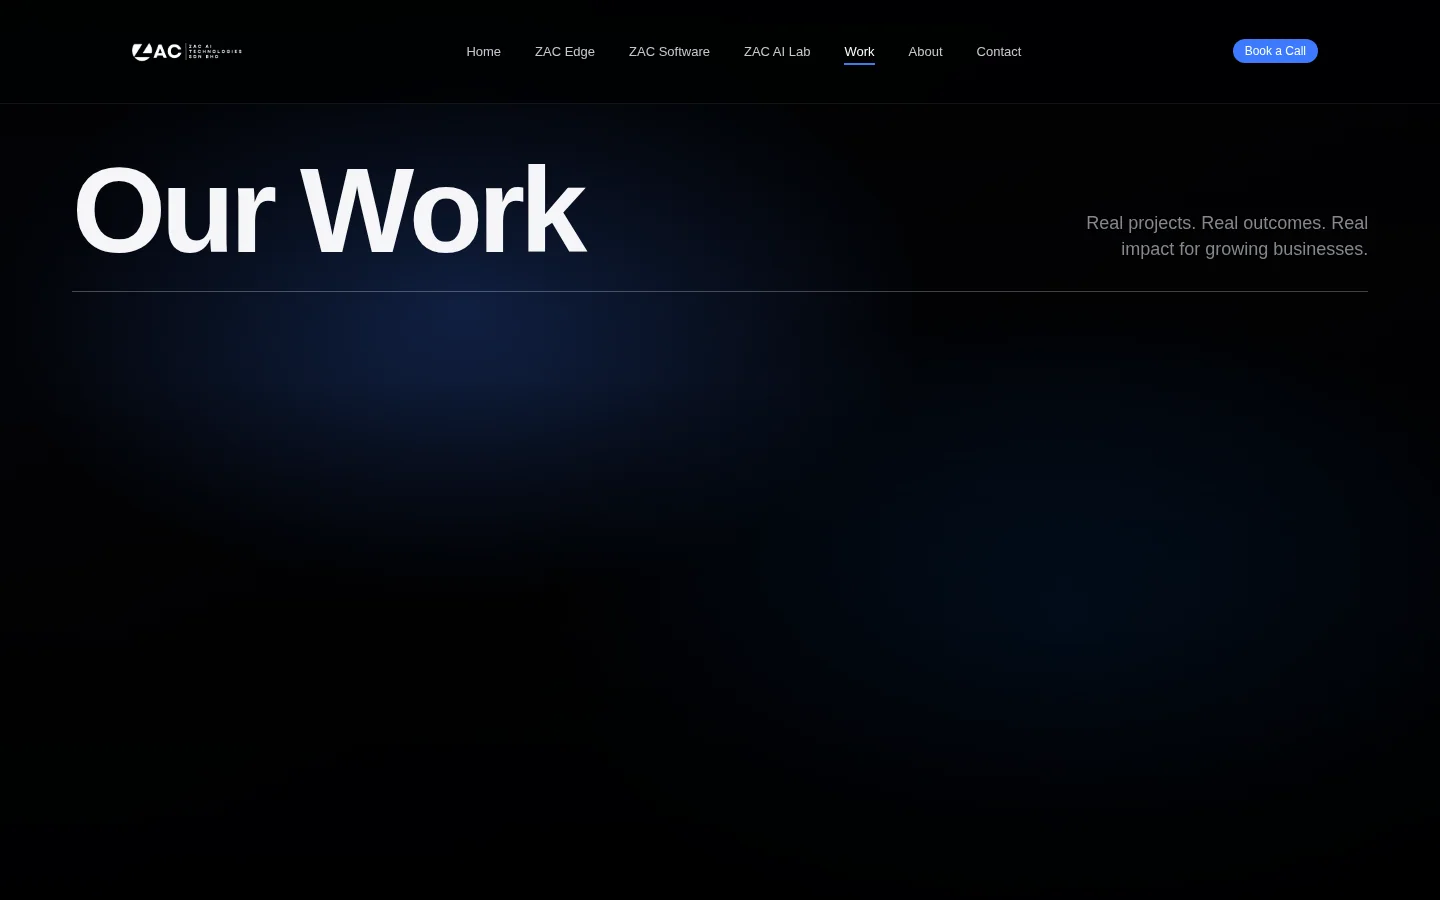 ZAC
ZAC AI
TECHNOLOGIES
SDN BHD
Home
ZAC Edge
ZAC Software
ZAC AI Lab
Work
About
Contact
Book a Call
Our Work
Real projects. Real outcomes. Real
impact for growing businesses.